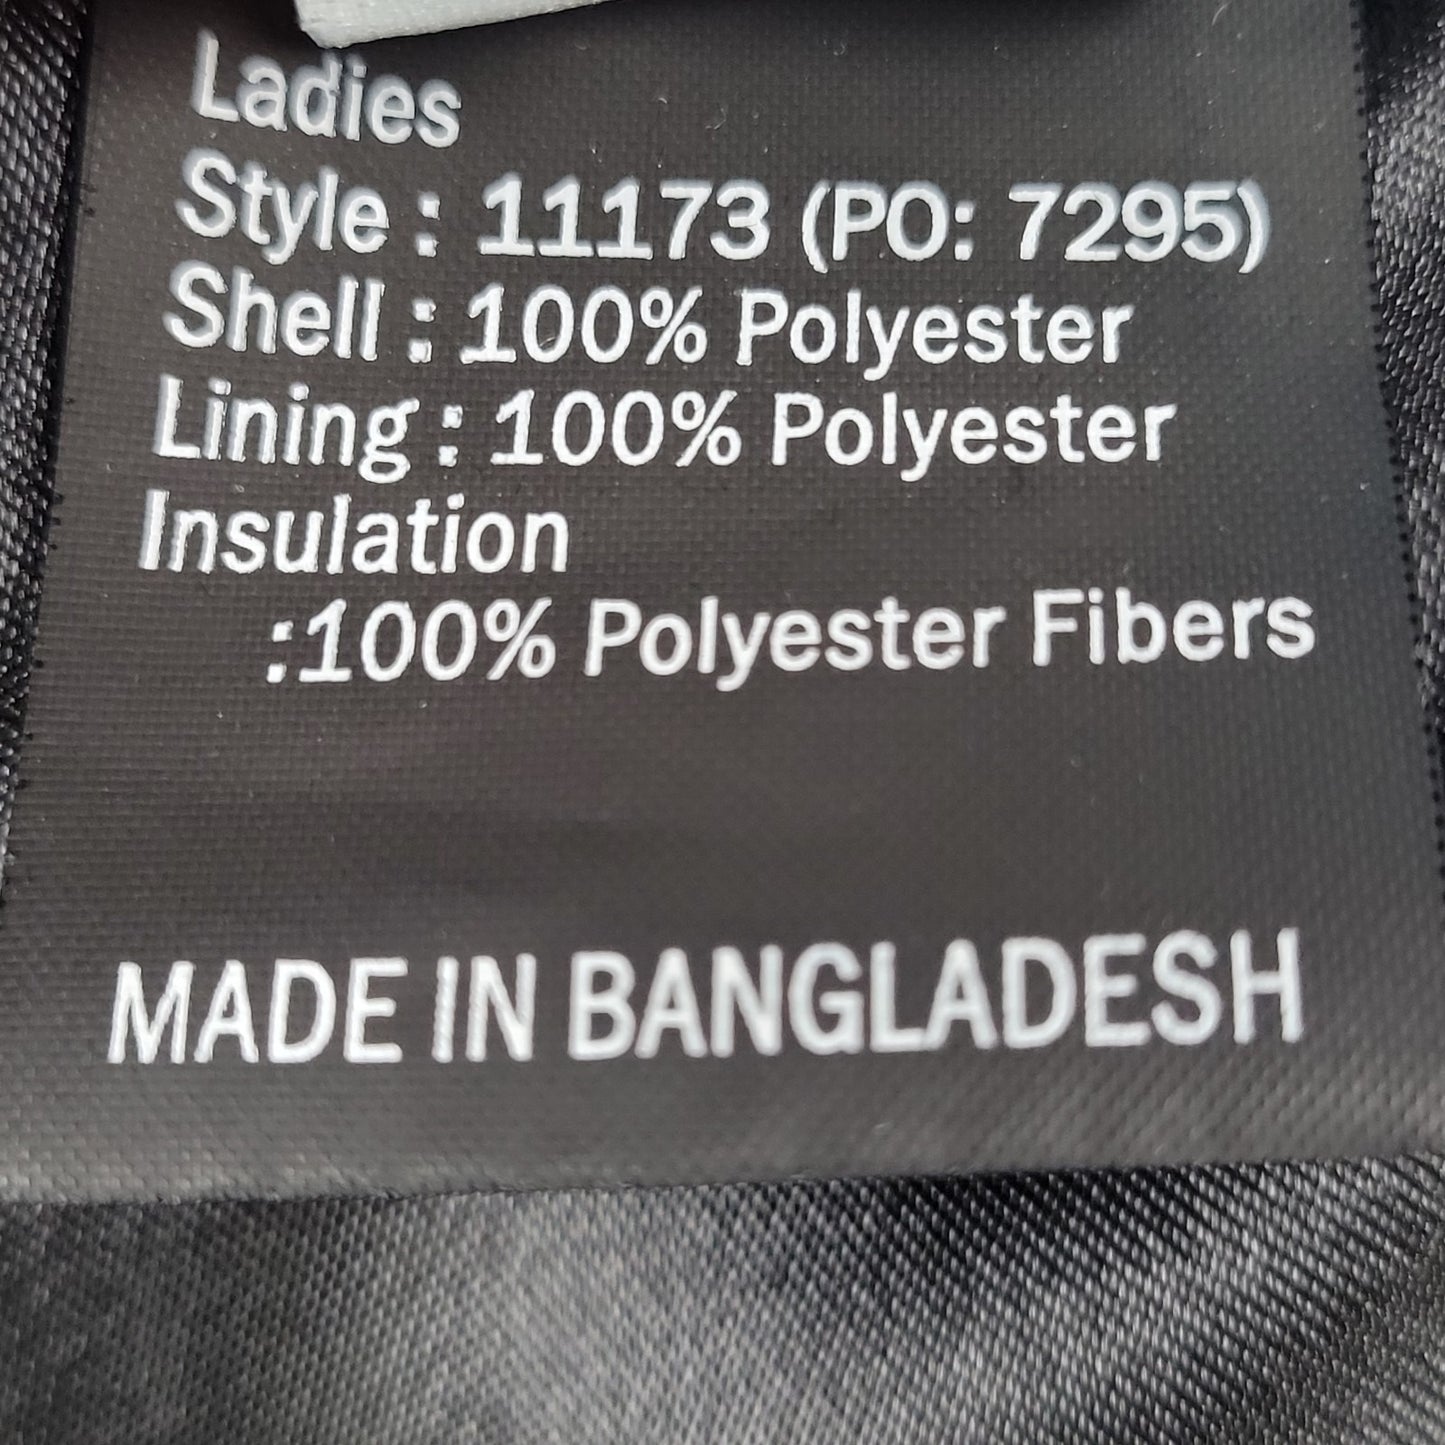 Ladies
Style : 11173 (PO: 7295)
Shell : 100% Polyester
Lining : 100% Polyester
Insulation
:100% Polyester Fibers
MADE IN BANGLADESH